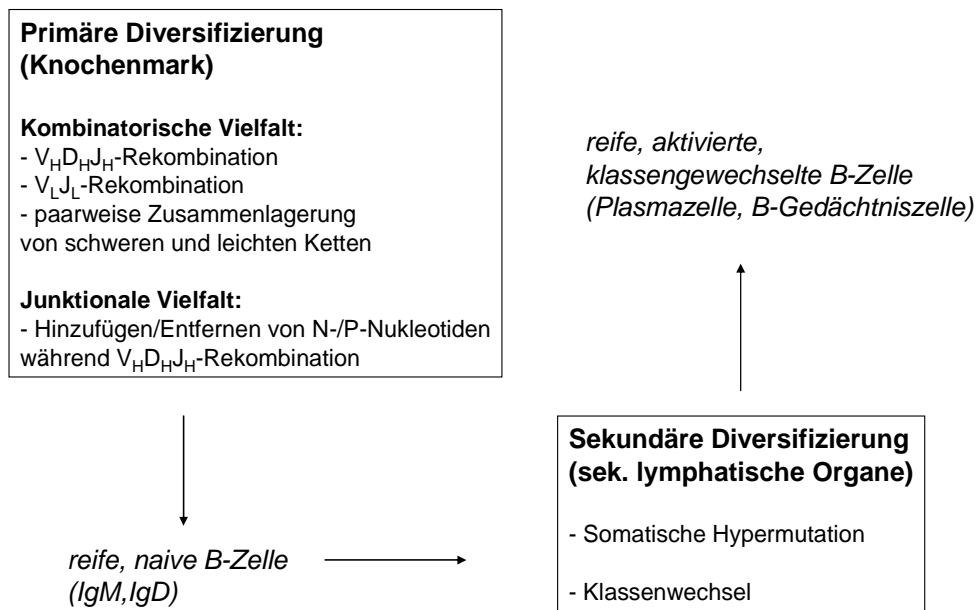 Primäre Diversifizierung
(Knochenmark)
Kombinatorische Vielfalt:
- VHDHJH-Rekombination
- VLJL-Rekombination
- paarweise Zusammenlagerung
von schweren und leichten Ketten
Junktionale Vielfalt:
- Hinzufügen/Entfernen von N-/P-Nukleotiden
während VHDHJH-Rekombination
reife, naive B-Zelle
(IgM,IgD)
Sekundäre Diversifizierung
(sek. lymphatische Organe)
- Somatische Hypermutation
- Klassenwechsel
reife, aktivierte,
klassengewechselte B-Zelle
(Plasmazelle, B-Gedächtniszelle)